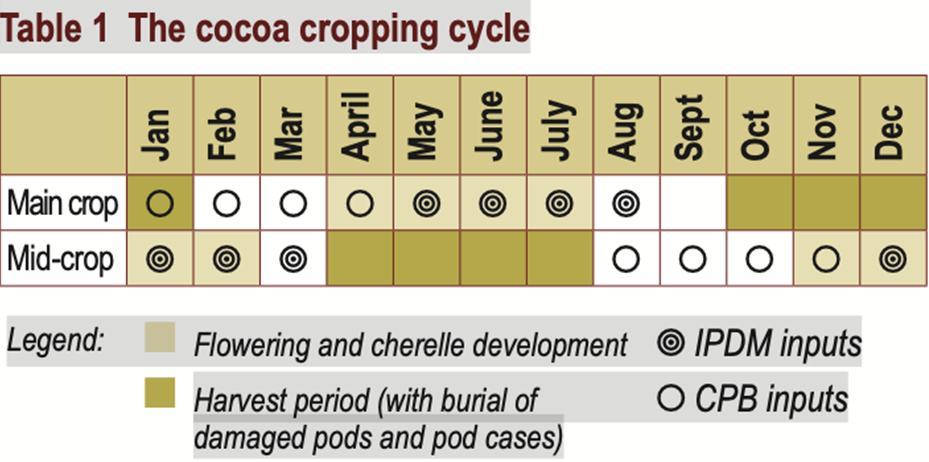 Table 1 The cocoa cropping cycle
Jan Feb Mar April May June July Aug Sept Oct Nov Dec
Main crop
Mid-crop
Legend: Flowering and cherelle development IPDM inputs
Harvest period (with burial of CPB inputs
damaged pods and pod cases)